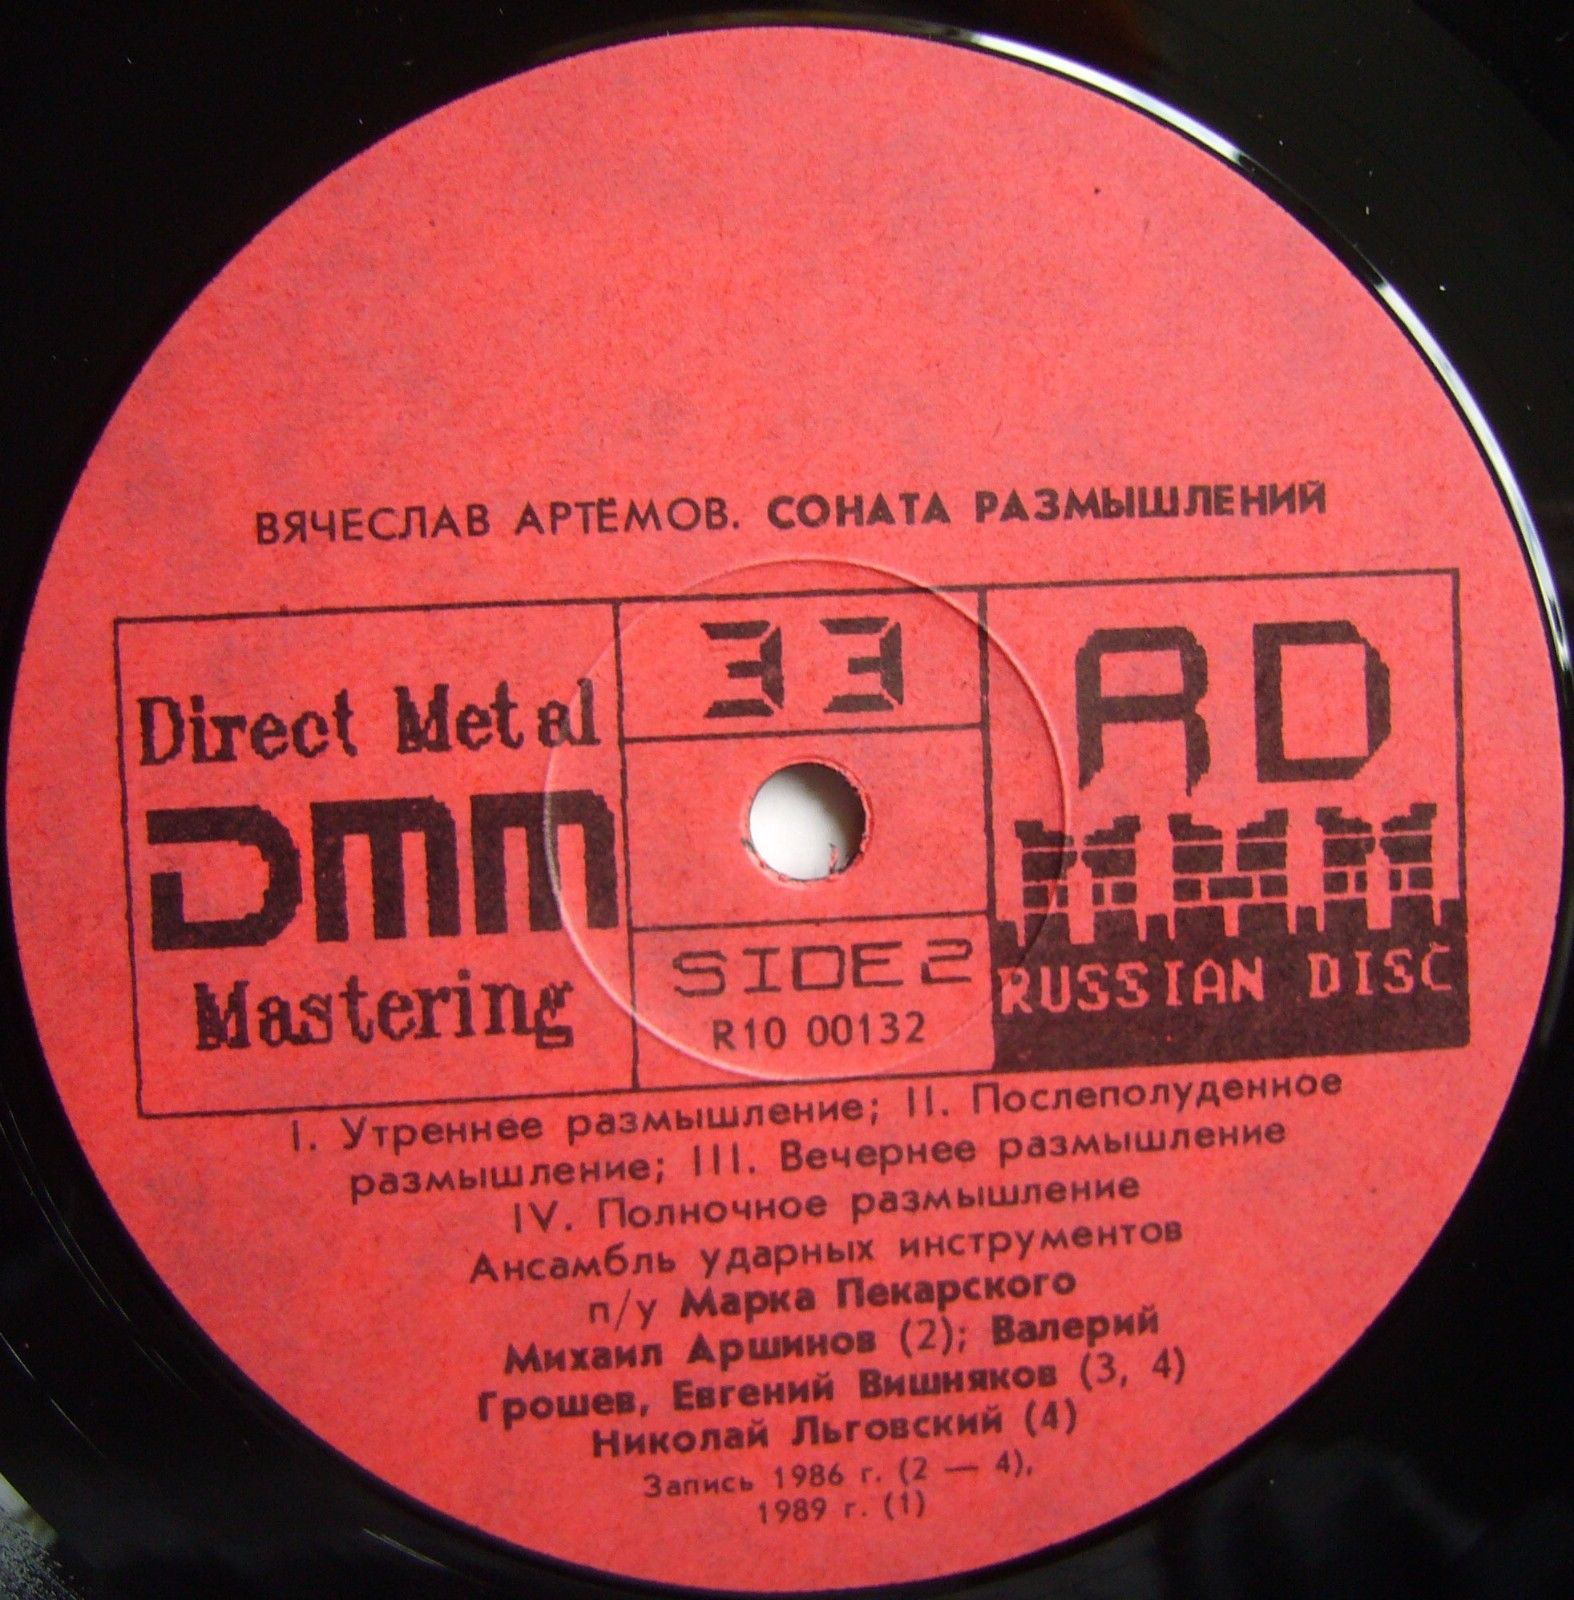 ВЯЧЕСЛАВ АРТЁМОВ. СОНАТА РАЗМЫШЛЕНИЙ
Direct Metal
DMM
Mastering
33
SIDE 2
R10 00132
RD
RUSSIAN DISC
I. Утреннее размышление; II. Послеполуденное
размышление; III. Вечернее размышление
IV. Полночное размышление
Ансамбль ударных инструментов
п/у Марка Пекарского
Михаил Аршинов (2); Валерий
Грошев, Евгений Вишняков (3, 4)
Николай Льговский (4)
Запись 1986 г. (2 — 4),
1989 г. (1)